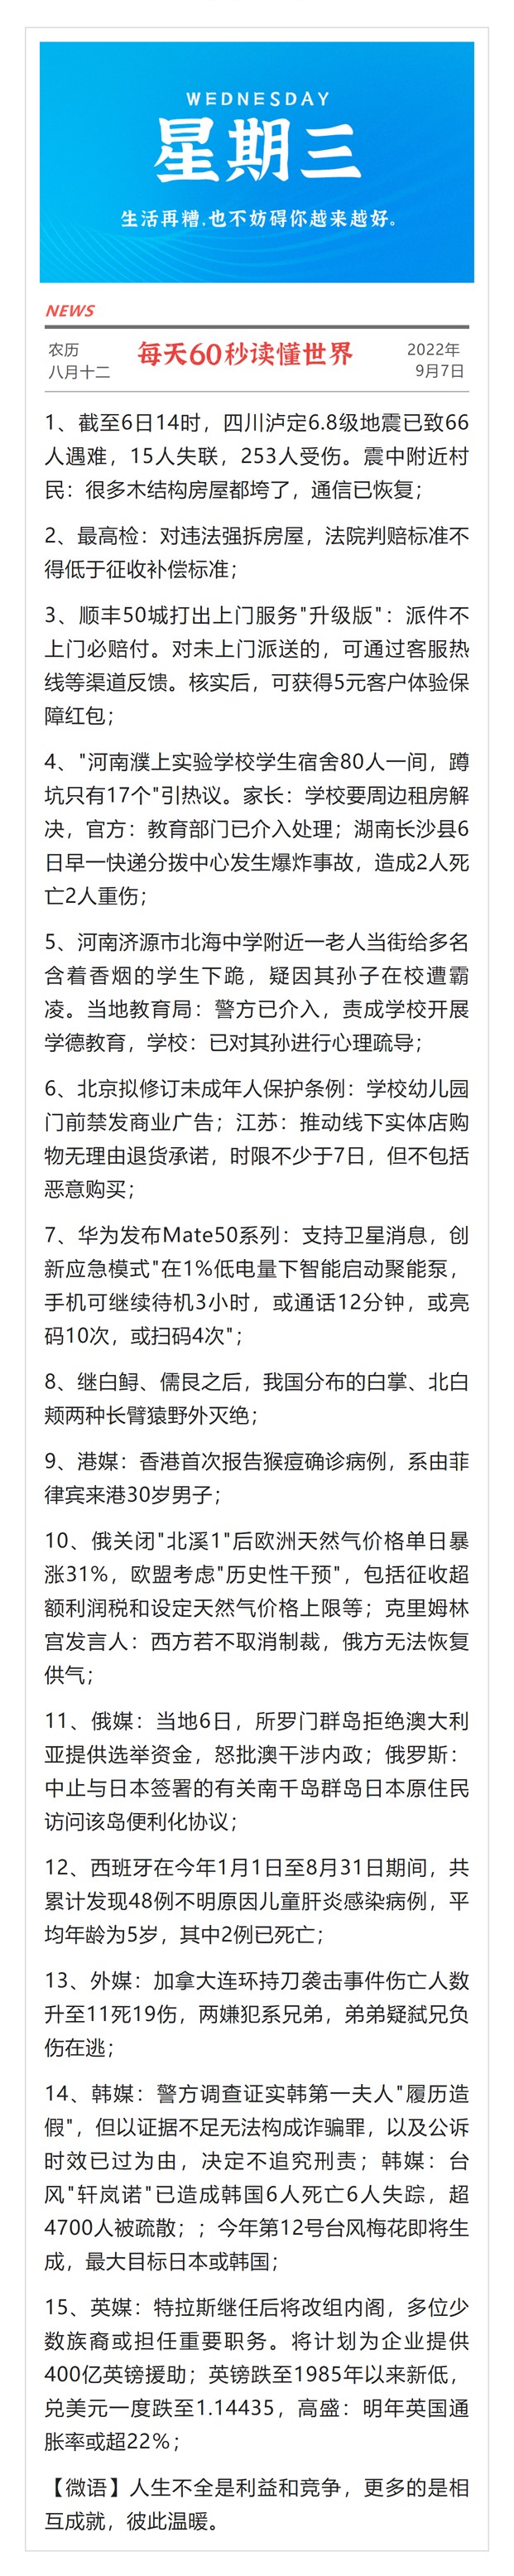 WEDNESDAY
星期三
生活再糟.也不妨碍你越来越好。
NEWS
农历
八月十二
每天60秒读懂世界
2022年
9月7日
1、截至6日14时，四川泸定6.8级地震已致66
人遇难，15人失联，253人受伤。震中附近村
民：很多木结构房屋都垮了，通信已恢复；
2、最高检：对违法强拆房屋，法院判赔标准不
得低于征收补偿标准；
3、顺丰50城打出上门服务"升级版"：派件不
上门必赔付。对未上门派送的，可通过客服热
线等渠道反馈。核实后，可获得5元客户体验保
障红包；
4、"河南濮上实验学校学生宿舍80人一间，蹲
坑只有17个"引热议。家长：学校要周边租房解
决，官方：教育部门已介入处理；湖南长沙县6
日早一快递分拨中心发生爆炸事故，造成2人死
亡2人重伤；
5、河南济源市北海中学附近一老人当街给多名
含着香烟的学生下跪，疑因其孙子在校遭霸
凌。当地教育局：警方已介入，责成学校开展
学德教育，学校：已对其孙进行心理疏导；
6、北京拟修订未成年人保护条例：学校幼儿园
门前禁发商业广告；江苏：推动线下实体店购
物无理由退货承诺，时限不少于7日，但不包括
恶意购买；
7、华为发布Mate50系列：支持卫星消息，创
新应急模式"在1%低电量下智能启动聚能泵，
手机可继续待机3小时，或通话12分钟，或亮
码10次，或扫码4次"；
8、继白鲟、儒艮之后，我国分布的白掌、北白
颊两种长臂猿野外灭绝；
9、港媒：香港首次报告猴痘确诊病例，系由菲
律宾来港30岁男子；
10、俄关闭"北溪1"后欧洲天然气价格单日暴
涨31%，欧盟考虑"历史性干预"，包括征收超
额利润税和设定天然气价格上限等；克里姆林
宫发言人：西方若不取消制裁，俄方无法恢复
供气；
11、俄媒：当地6日，所罗门群岛拒绝澳大利
亚提供选举资金，怒批澳干涉内政；俄罗斯：
中止与日本签署的有关南千岛群岛日本原住民
访问该岛便利化协议；
12、西班牙在今年1月1日至8月31日期间，共
累计发现48例不明原因儿童肝炎感染病例，平
均年龄为5岁，其中2例已死亡；
13、外媒：加拿大连环持刀袭击事件伤亡人数
升至11死19伤，两嫌犯系兄弟，弟弟疑弑兄负
伤在逃；
14、韩媒：警方调查证实韩第一夫人"履历造
假"，但以证据不足无法构成诈骗罪，以及公诉
时效已过为由，决定不追究刑责；韩媒：台
风"轩岚诺"已造成韩国6人死亡6人失踪，超
4700人被疏散；；今年第12号台风梅花即将生
成，最大目标日本或韩国；
15、英媒：特拉斯继任后将改组内阁，多位少
数族裔或担任重要职务。将计划为企业提供
400亿英镑援助；英镑跌至1985年以来新低，
兑美元一度跌至1.14435，高盛：明年英国通
胀率或超22%；
【微语】人生不全是利益和竞争，更多的是相
互成就，彼此温暖。